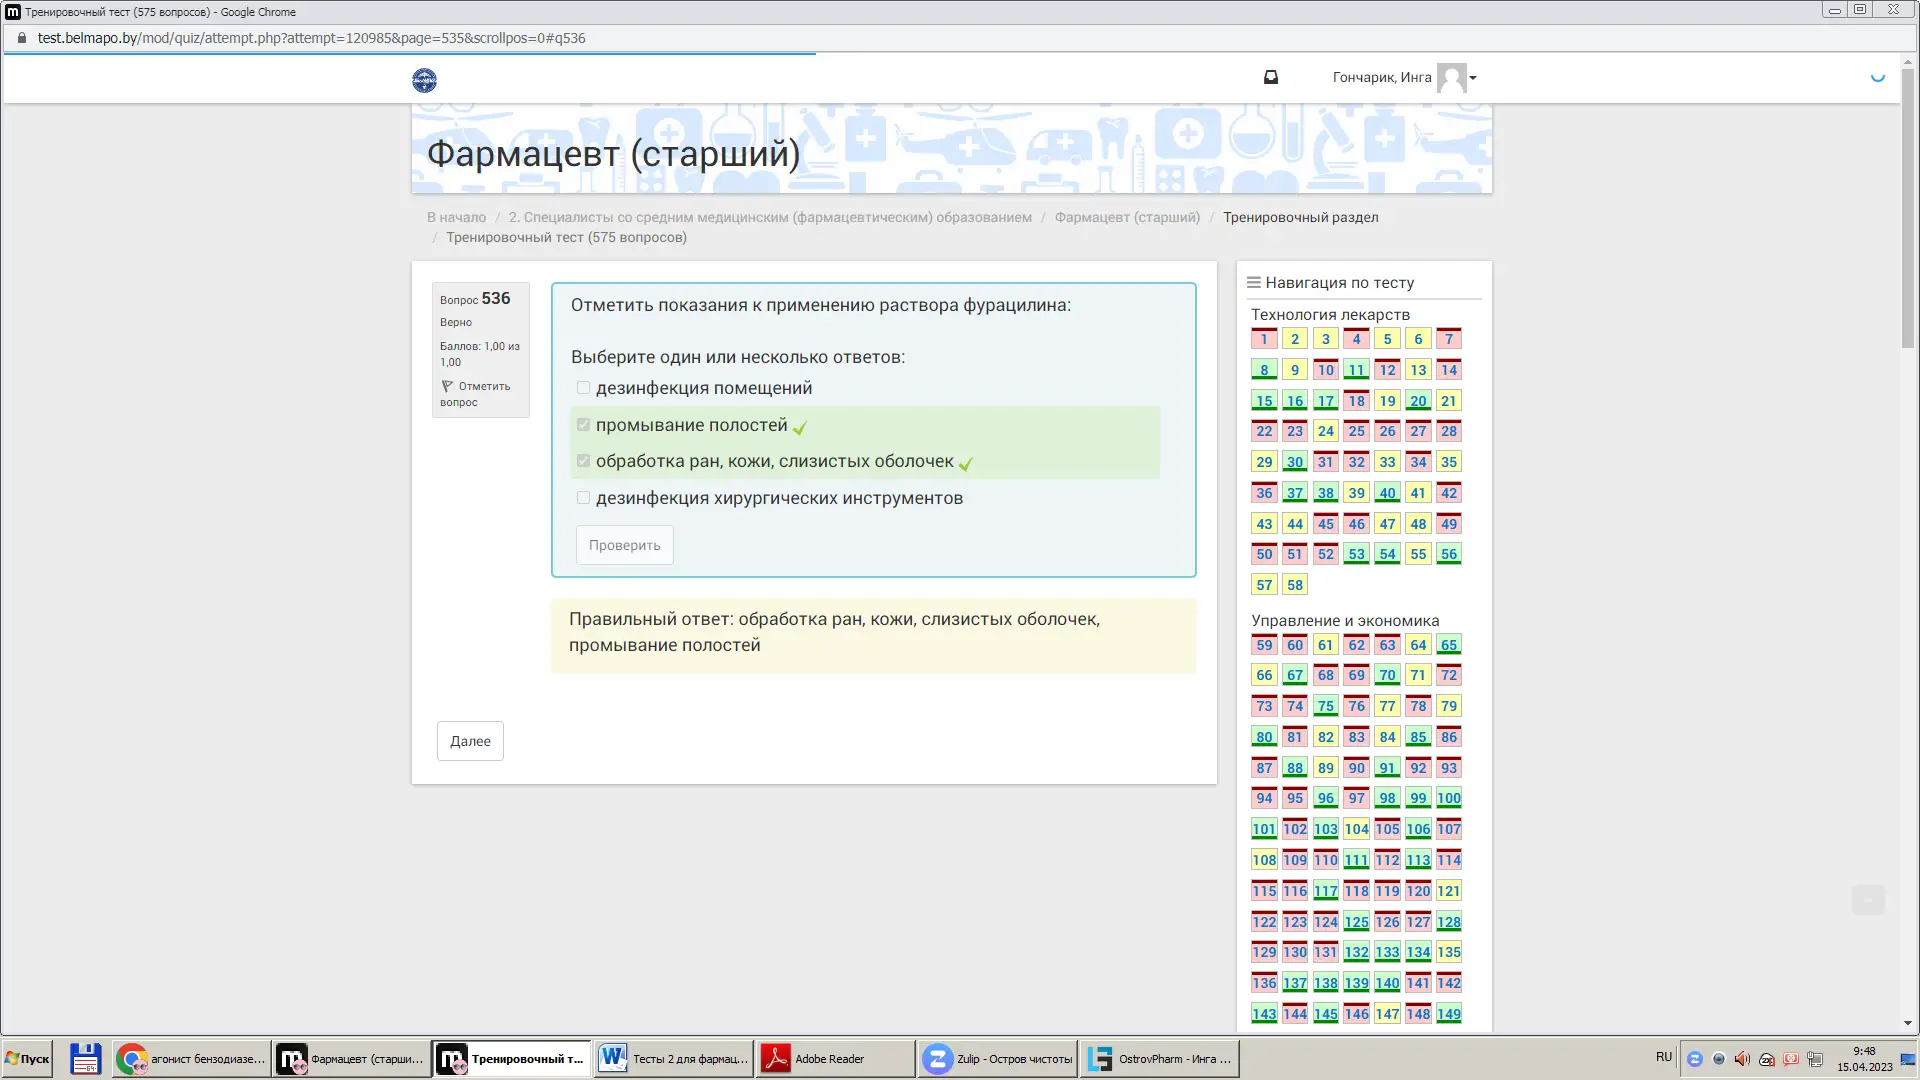 Тренировочный тест (575 вопросов) - Google Chrome
test.belmapo.by/mod/quiz/attempt.php?attempt=120985&page=535&scrollpos=0#q536
Гончарик, Инга
Фармацевт (старший)
В начало / 2. Специалисты со средним медицинским (фармацевтическим) образованием / Фармацевт (старший) / Тренировочный раздел
/ Тренировочный тест (575 вопросов)
Вопрос 536
Верно
Баллов: 1,00 из
1,00
Отметить
вопрос
Отметить показания к применению раствора фурацилина:
Выберите один или несколько ответов:
дезинфекция помещений
промывание полостей
обработка ран, кожи, слизистых оболочек
дезинфекция хирургических инструментов
Проверить
Правильный ответ: обработка ран, кожи, слизистых оболочек,
промывание полостей
Далее
Навигация по тесту
Технология лекарств
1 2 3 4 5 6 7
8 9 10 11 12 13 14
15 16 17 18 19 20 21
22 23 24 25 26 27 28
29 30 31 32 33 34 35
36 37 38 39 40 41 42
43 44 45 46 47 48 49
50 51 52 53 54 55 56
57 58
Управление и экономика
59 60 61 62 63 64 65
66 67 68 69 70 71 72
73 74 75 76 77 78 79
80 81 82 83 84 85 86
87 88 89 90 91 92 93
94 95 96 97 98 99 100
101 102 103 104 105 106 107
108 109 110 111 112 113 114
115 116 117 118 119 120 121
122 123 124 125 126 127 128
129 130 131 132 133 134 135
136 137 138 139 140 141 142
143 144 145 146 147 148 149
Пуск
агонист бензодиазе...
Фармацевт (старши...
Тренировочный т...
Тесты 2 для фармац...
Adobe Reader
Zulip - Остров чистоты
OstrovPharm - Инга ...
RU
9:48
15.04.2023